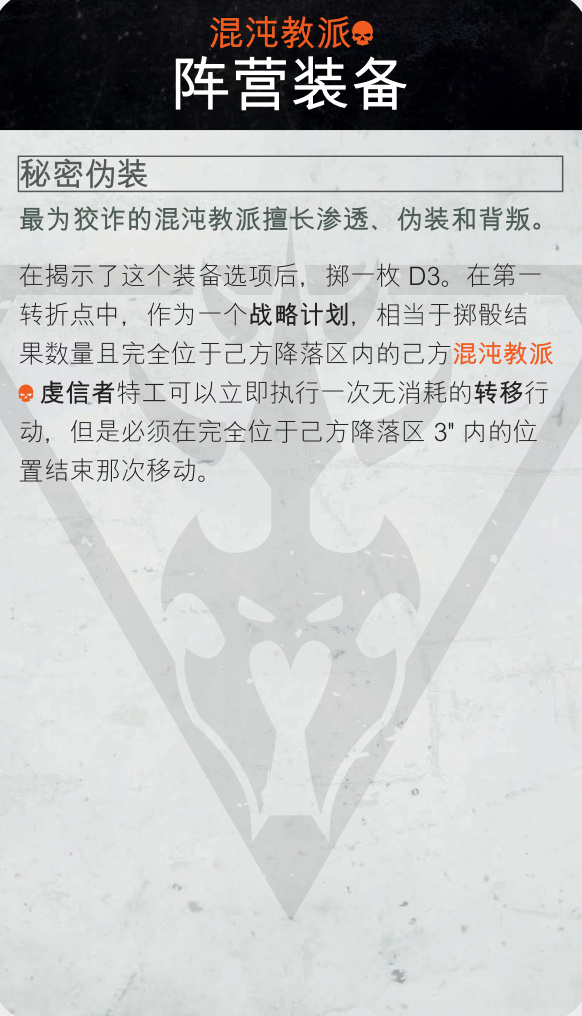 混沌教派
阵营装备
秘密伪装
最为狡诈的混沌教派擅长渗透、伪装和背叛。
在揭示了这个装备选项后，掷一枚 D3。在第一
转折点中，作为一个战略计划，相当于掷骰结
果数量且完全位于己方降落区内的己方混沌教派
虔信者特工可以立即执行一次无消耗的转移行
动，但是必须在完全位于己方降落区 3" 内的位
置结束那次移动。